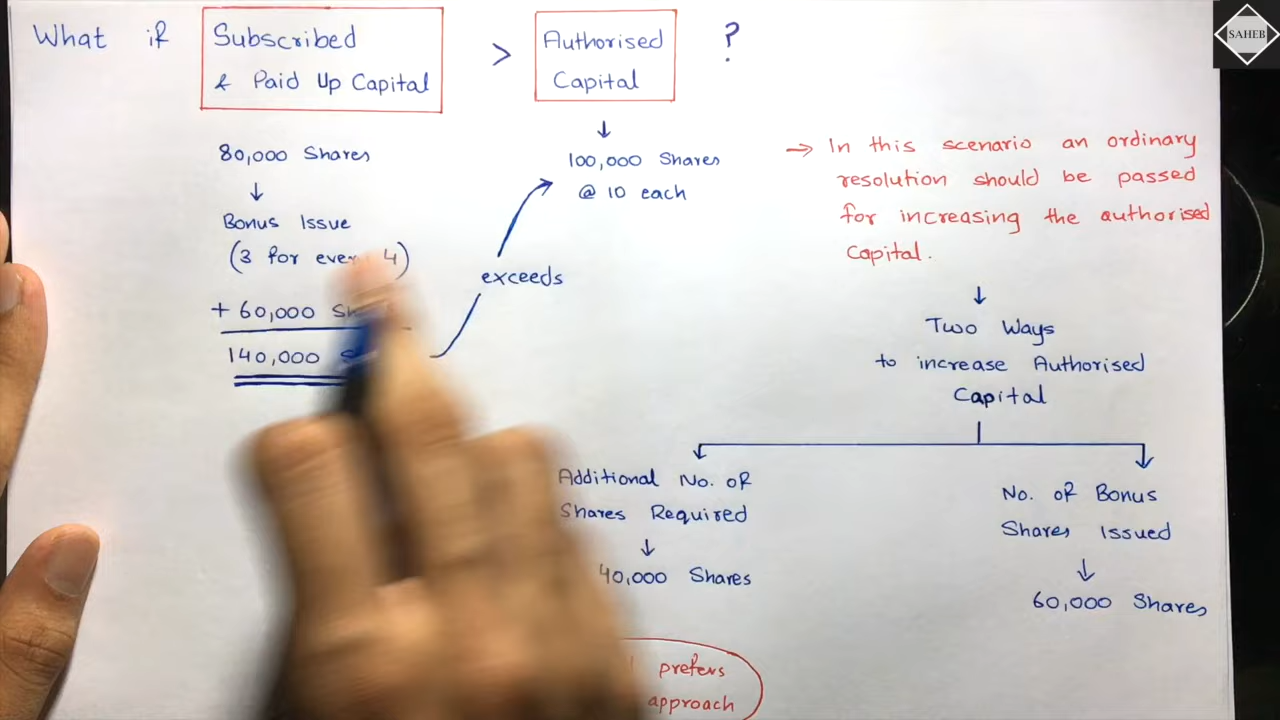 What if Subscribed & Paid Up Capital > Authorised Capital ?
80,000 Shares
Bonus Issue
(3 for 4)
+ 60,000
140,000
100,000 Shares
@ 10 each
exceeds
→ In this scenario an ordinary
resolution should be passed
for increasing the authorised
Capital.
Two Ways
to increase Authorised
Capital
Additional No. of
Shares Required
40,000 Shares
No. of Bonus
Shares Issued
60,000 Shares
prefers
approach
SAHEB